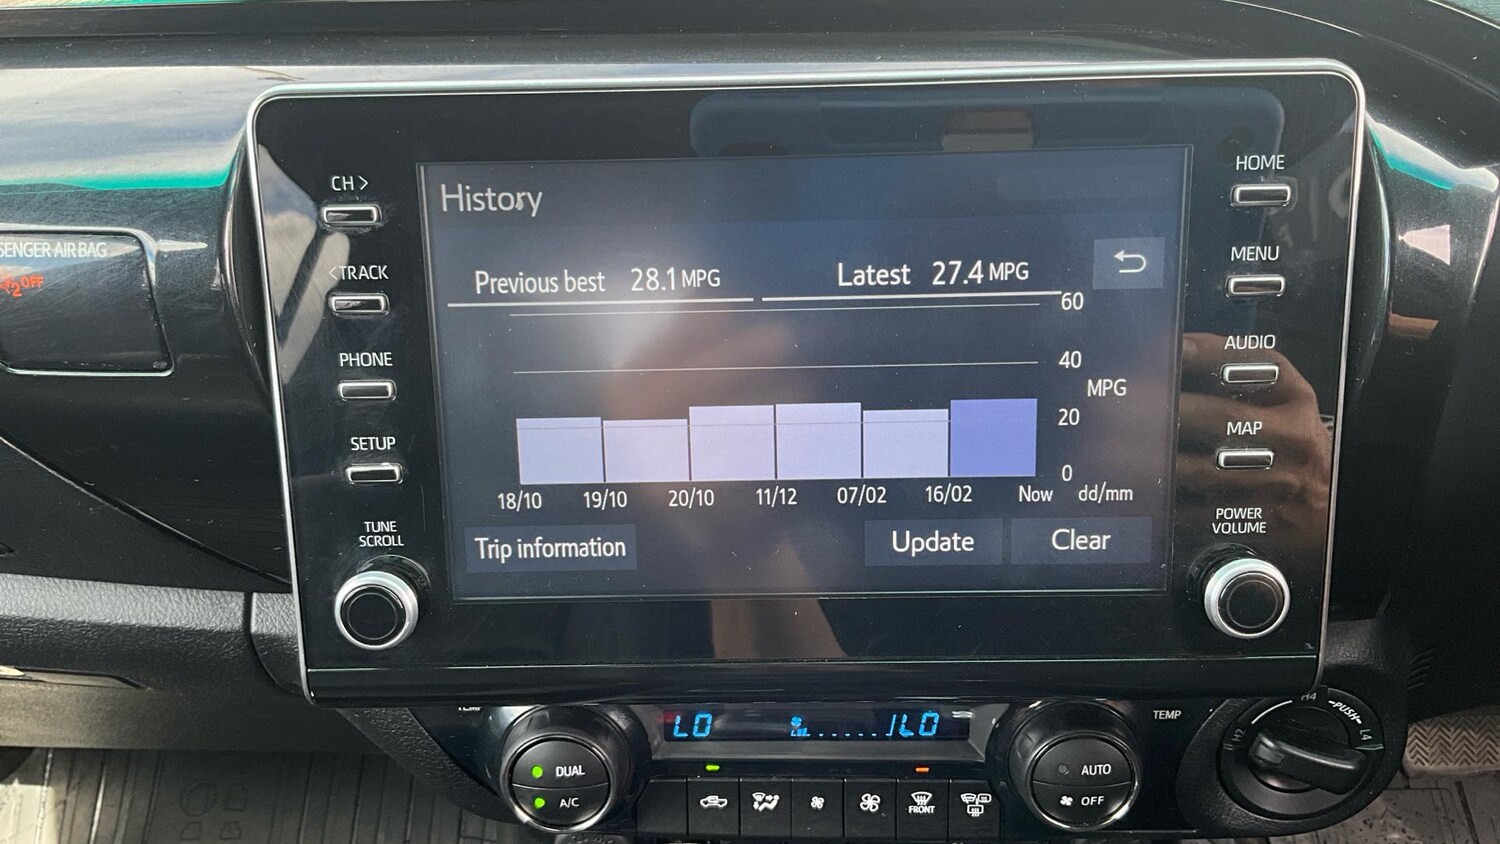 CH >
HOME
History
SENGER AIR BAG
OFF
<TRACK
Previous best 28.1 MPG
Latest 27.4 MPG
MENU
60
PHONE
40
AUDIO
MPG
20
SETUP
MAP
0
18/10 19/10 20/10 11/12 07/02 16/02 Now dd/mm
TUNE
SCROLL
Trip information
Update
Clear
POWER
VOLUME
TEMP
LO
LO
TEMP
H4
PUSH
H2
L4
DUAL
A/C
AUTO
OFF
FRONT